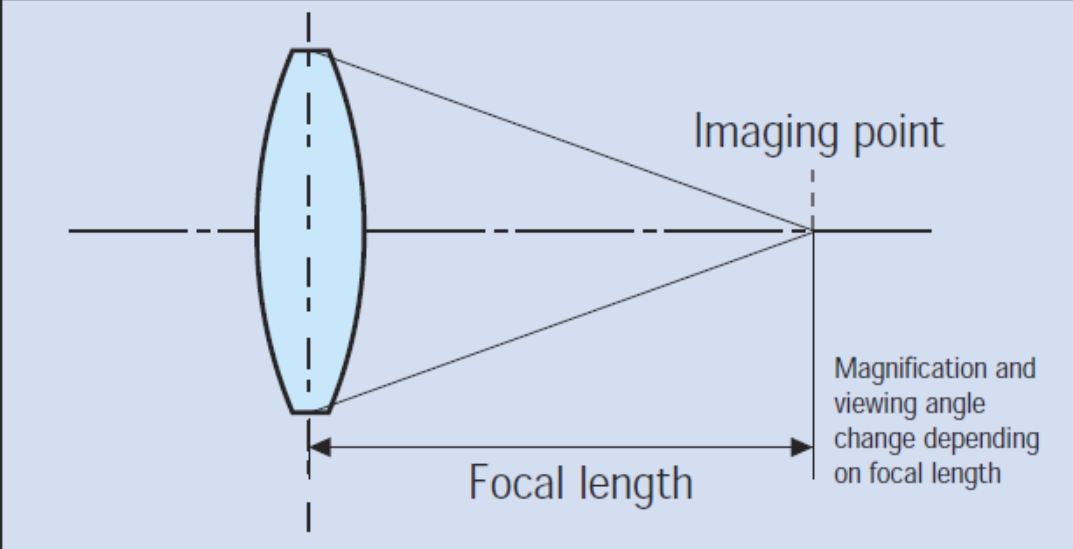 Imaging point
Magnification and
viewing angle
change depending
on focal length
Focal length